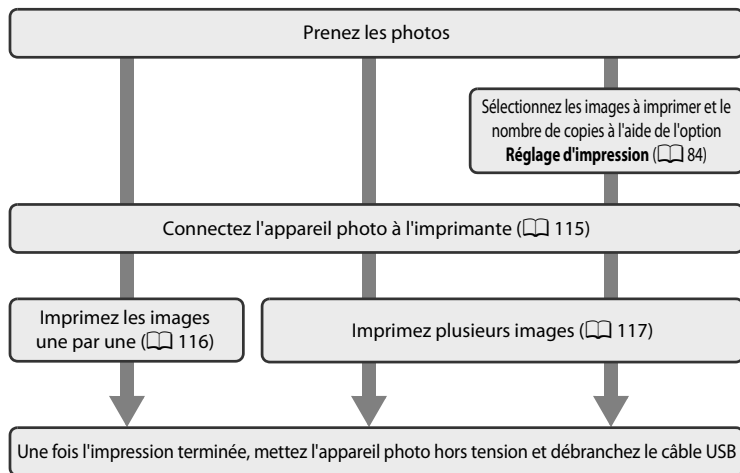 Prenez les photos
Sélectionnez les images à imprimer et le
nombre de copies à l'aide de l'option
Réglage d'impression (📖 84)
Connectez l'appareil photo à l'imprimante (📖 115)
Imprimez les images
une par une (📖 116)
Imprimez plusieurs images (📖 117)
Une fois l'impression terminée, mettez l'appareil photo hors tension et débranchez le câble USB